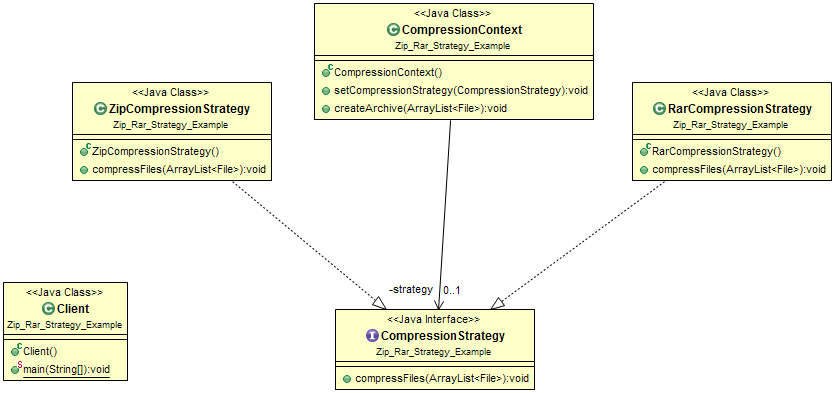 <<Java Class>>
CompressionContext
Zip_Rar_Strategy_Example
CompressionContext()
setCompressionStrategy(CompressionStrategy):void
createArchive(ArrayList<File>):void
<<Java Class>>
ZipCompressionStrategy
Zip_Rar_Strategy_Example
ZipCompressionStrategy()
compressFiles(ArrayList<File>):void
<<Java Class>>
RarCompressionStrategy
Zip_Rar_Strategy_Example
RarCompressionStrategy()
compressFiles(ArrayList<File>):void
-strategy 0..1
<<Java Class>>
Client
Zip_Rar_Strategy_Example
Client()
main(String[]):void
<<Java Interface>>
CompressionStrategy
Zip_Rar_Strategy_Example
compressFiles(ArrayList<File>):void